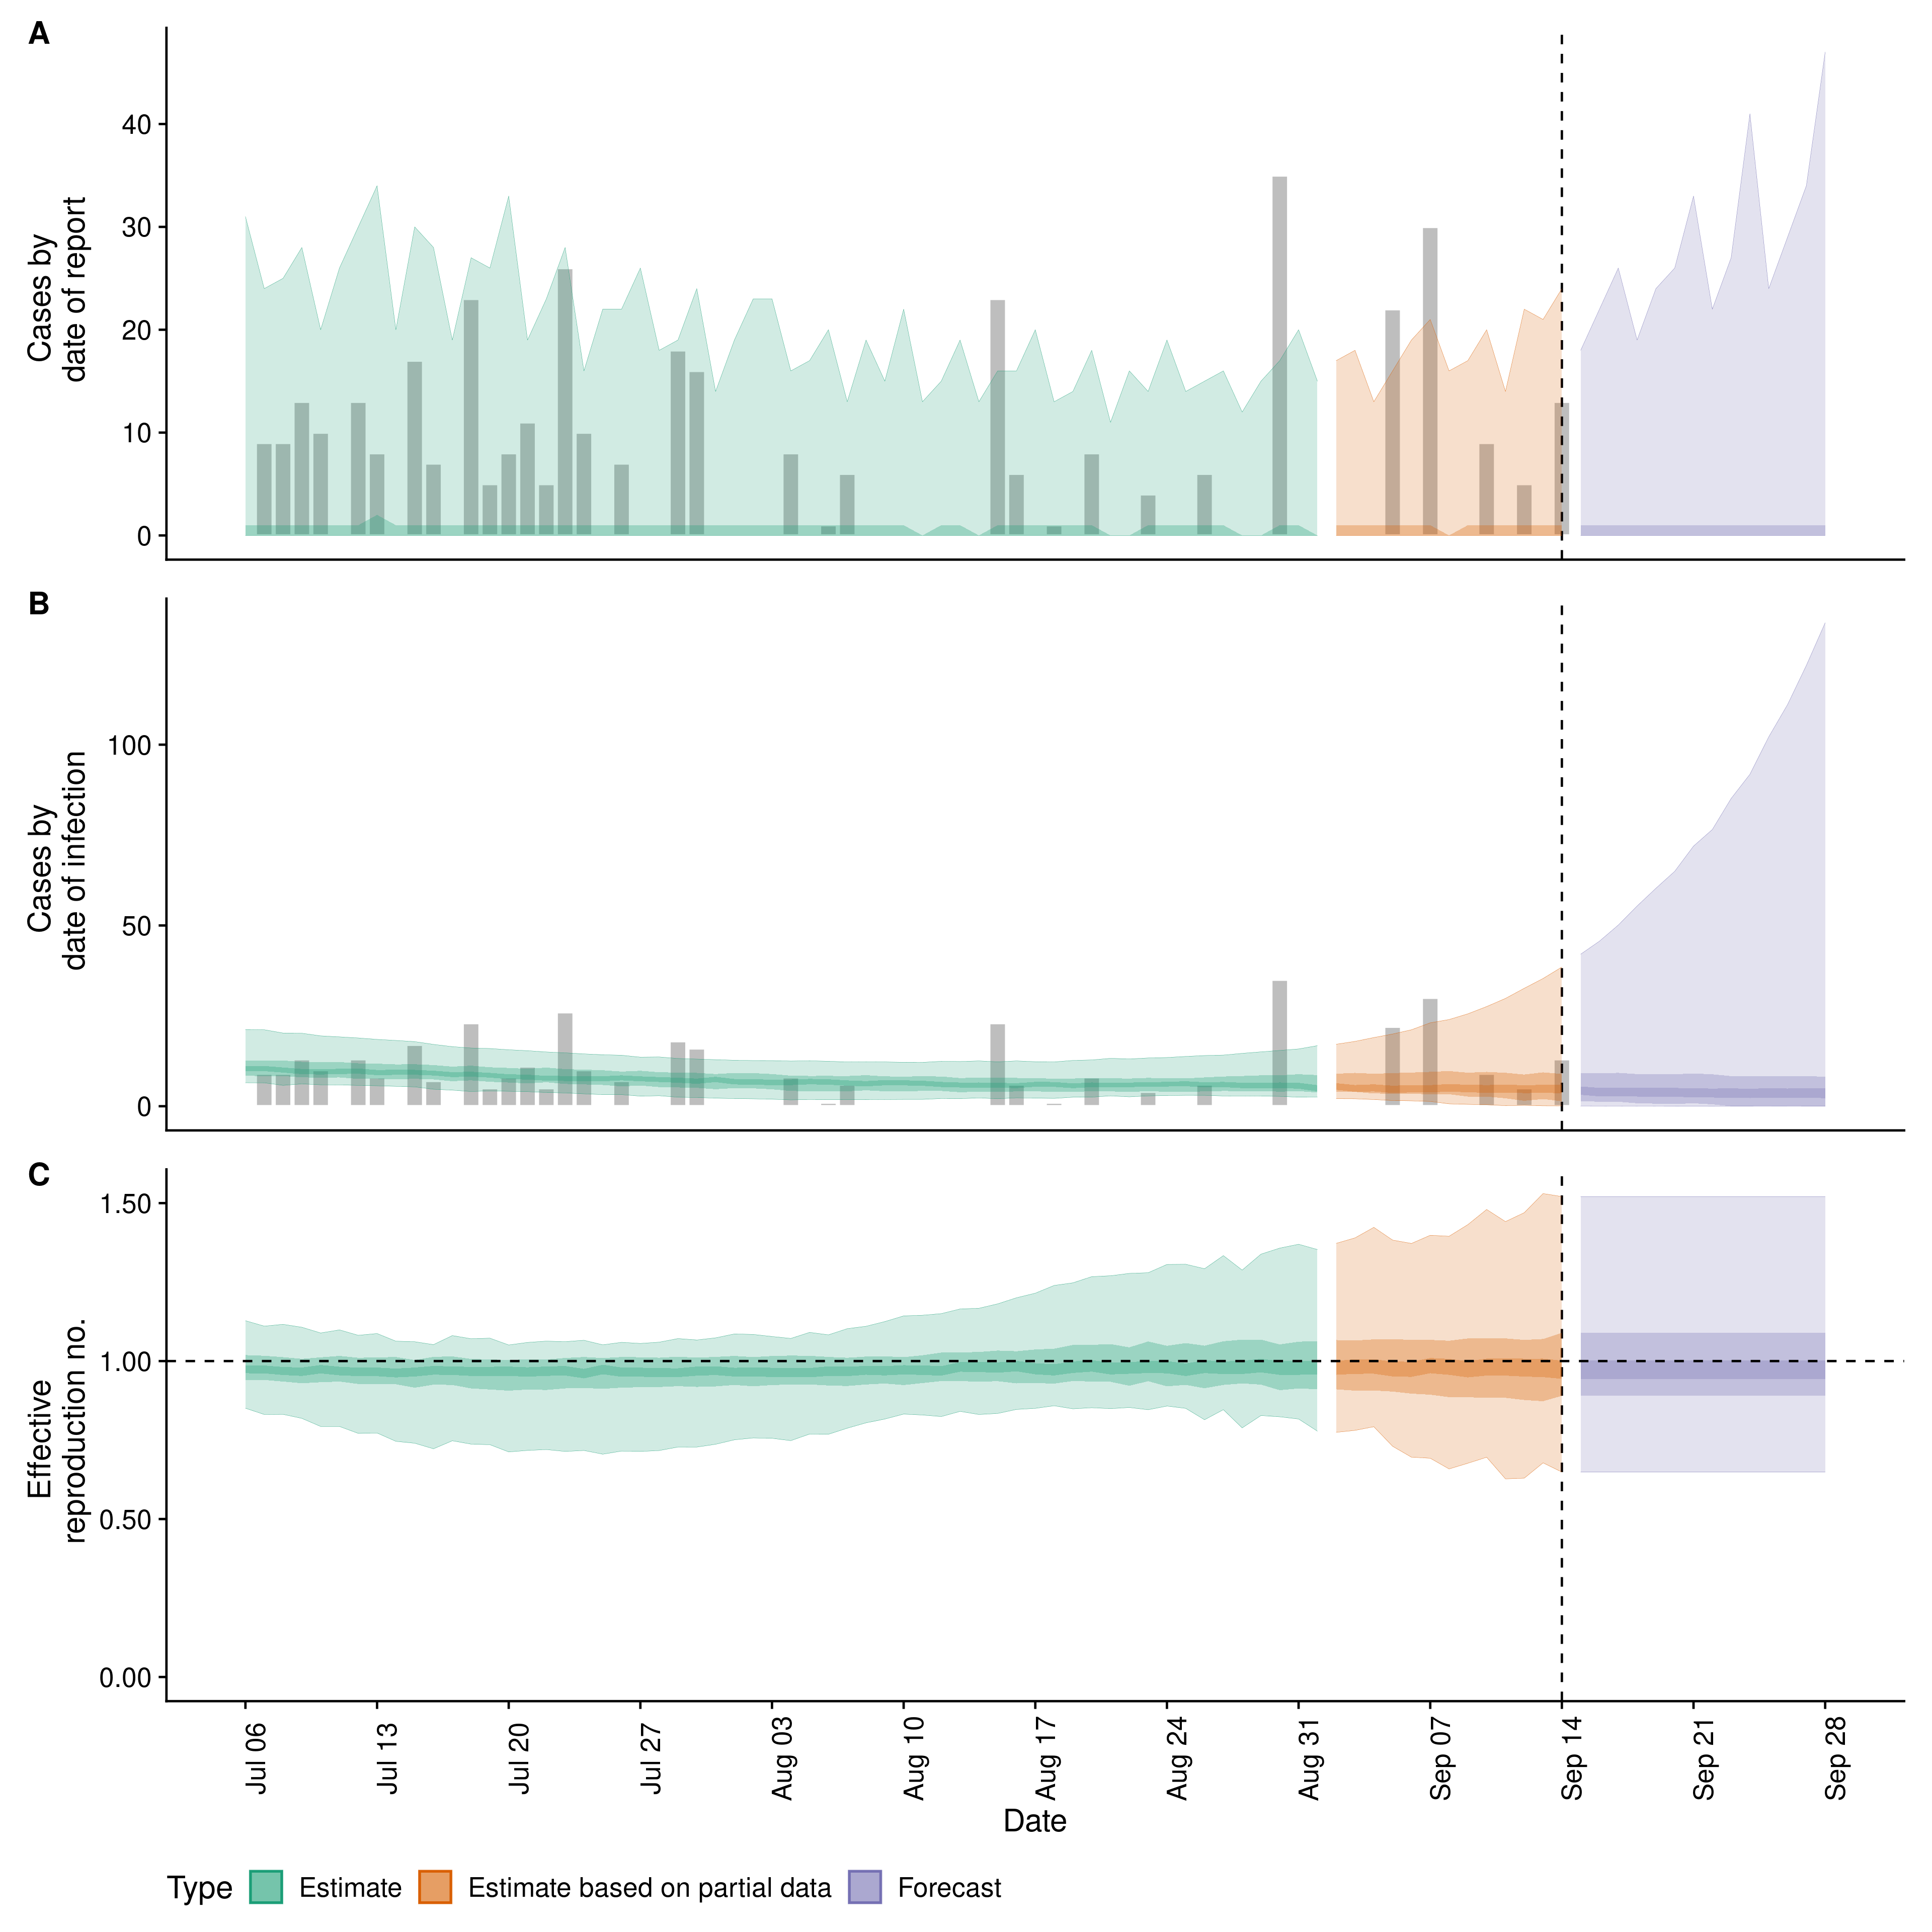 A
Cases by
date of report
40
30
20
10
0
B
Cases by
date of infection
100
50
0
C
Effective
reproduction no.
1.50
1.00
0.50
0.00
Jul 06
Jul 13
Jul 20
Jul 27
Aug 03
Aug 10
Aug 17
Aug 24
Aug 31
Sep 07
Sep 14
Sep 21
Sep 28
Date
Type Estimate Estimate based on partial data Forecast